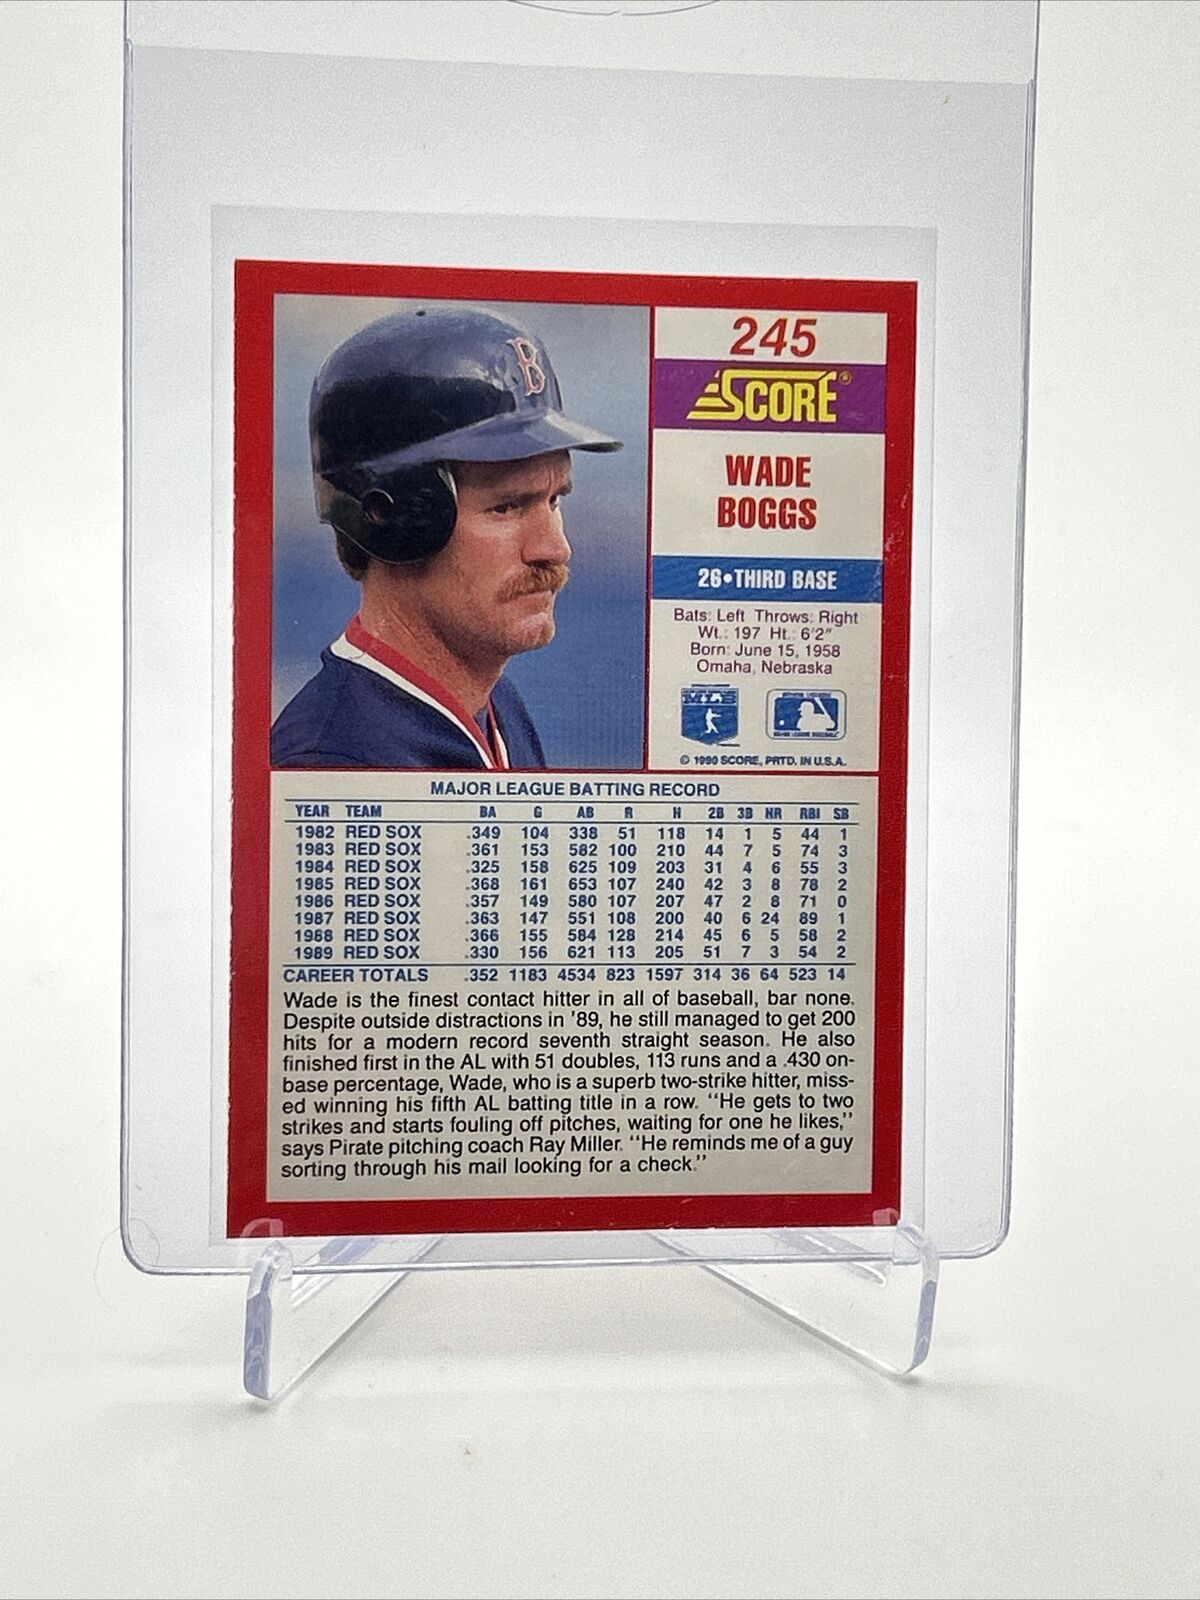 B
245
SCORE®
WADE
BOGGS
26•THIRD BASE
Bats: Left Throws: Right
Wt.: 197 Ht.: 6'2"
Born: June 15, 1958
Omaha, Nebraska
© 1990 SCORE, PRTD. IN U.S.A.
MAJOR LEAGUE BATTING RECORD
YEAR TEAM BA G AB R H 2B 3B HR RBI SB
1982 RED SOX .349 104 338 51 118 14 1 5 44 1
1983 RED SOX .361 153 582 100 210 44 7 5 74 3
1984 RED SOX .325 158 625 109 203 31 4 6 55 3
1985 RED SOX .368 161 653 107 240 42 3 8 78 2
1986 RED SOX .357 149 580 107 207 47 2 8 71 0
1987 RED SOX .363 147 551 108 200 40 6 24 89 1
1988 RED SOX .366 155 584 128 214 45 6 5 58 2
1989 RED SOX .330 156 621 113 205 51 7 3 54 2
CAREER TOTALS .352 1183 4534 823 1597 314 36 64 523 14
Wade is the finest contact hitter in all of baseball, bar none.
Despite outside distractions in '89, he still managed to get 200
hits for a modern record seventh straight season. He also
finished first in the AL with 51 doubles, 113 runs and a .430 on-
base percentage, Wade, who is a superb two-strike hitter, miss-
ed winning his fifth AL batting title in a row. "He gets to two
strikes and starts fouling off pitches, waiting for one he likes,"
says Pirate pitching coach Ray Miller. "He reminds me of a guy
sorting through his mail looking for a check."